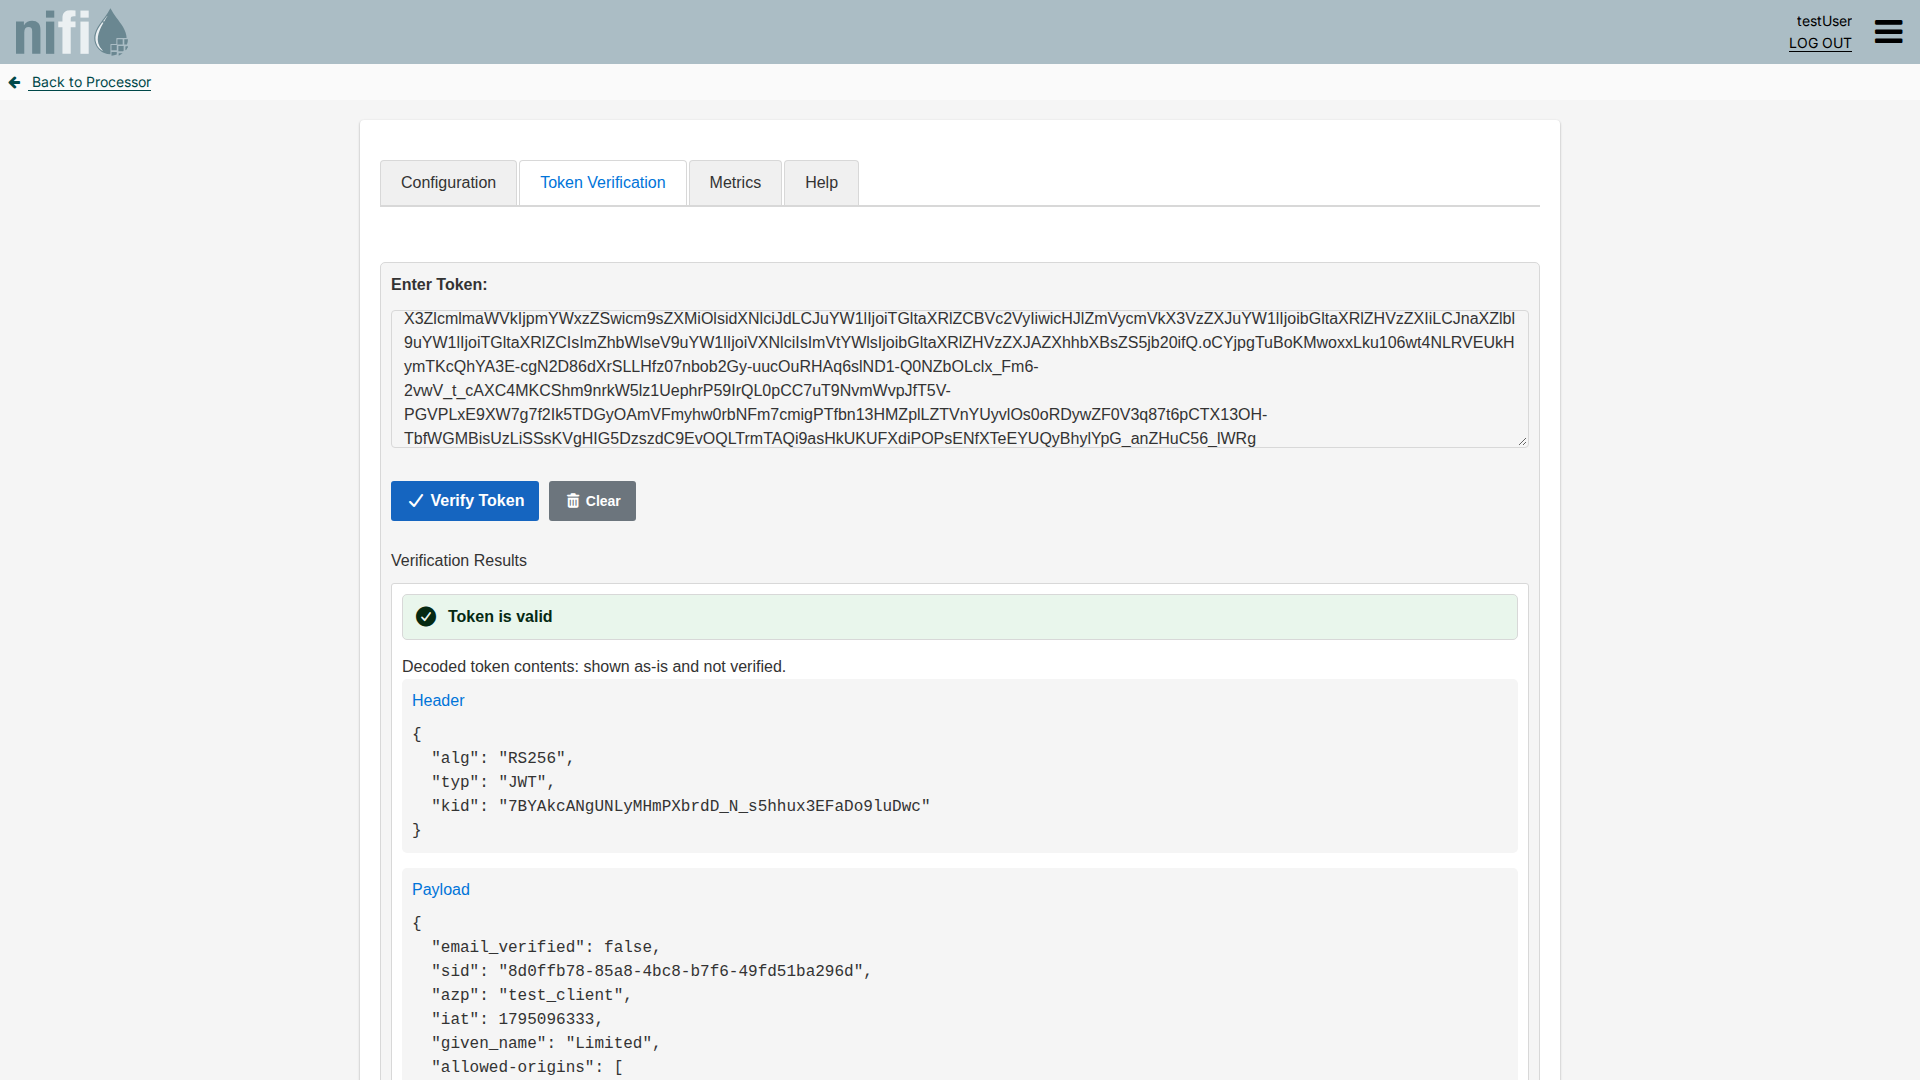 nifi
testUser
LOG OUT
Back to Processor
Configuration
Token Verification
Metrics
Help
Enter Token:
X3ZlcmlmaWVkIjpmYWxzZSwicm9sZXMiOlsidXNlciJdLCJuYW1lIjoiTGltaXRlZCBVc2VyIiwicHJlZmVycmVkX3VzZXJuYW1lIjoibGltaXRlZHVzZXIiLCJnaXZlbl
9uYW1lIjoiTGltaXRlZCIsImZhbWlseV9uYW1lIjoiVXNlciIsImVtYWlsIjoibGltaXRlZHVzZXJAZXhhbXBsZS5jb20ifQ.oCYjpgTuBoKMwoxxLku106wt4NLRVEUkH
ymTKcQhYA3E-cgN2D86dXrSLLHfz07nbob2Gy-uucOuRHAq6slND1-Q0NZbOLclx_Fm6-
2vwV_t_cAXC4MKCShm9nrkW5lz1UephrP59IrQL0pCC7uT9NvmWvpJfT5V-
PGVPLxE9XW7g7f2Ik5TDGyOAmVFmyhw0rbNFm7cmigPTfbn13HMZplLZTVnYUyvlOs0oRDywZF0V3q87t6pCTX13OH-
TbfWGMBisUzLiSSsKVgHIG5DzszdC9EvOQLTrmTAQi9asHkUKUFXdiPOPsENfXTeEYUQyBhylYpG_anZHuC56_lWRg
Verify Token
Clear
Verification Results
Token is valid
Decoded token contents: shown as-is and not verified.
Header
{
"alg": "RS256",
"typ": "JWT",
"kid": "7BYAkcANgUNLyMHmPXbrdD_N_s5hhux3EFaDo9luDwc"
}
Payload
{
"email_verified": false,
"sid": "8d0ffb78-85a8-4bc8-b7f6-49fd51ba296d",
"azp": "test_client",
"iat": 1795096333,
"given_name": "Limited",
"allowed-origins": [